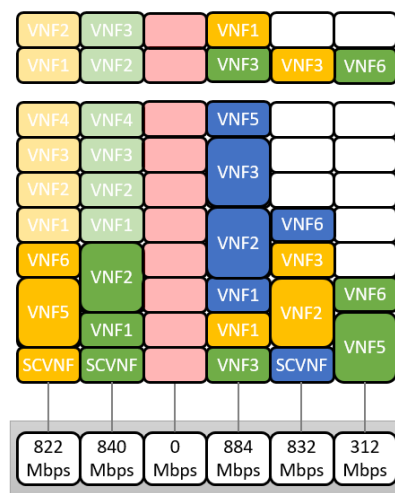 VNF2 VNF3 VNF1
VNF1 VNF2 VNF3 VNF3 VNF6
VNF4 VNF4 VNF5
VNF3 VNF3 VNF3
VNF2 VNF2
VNF1 VNF1 VNF2 VNF6
VNF6 VNF2 VNF3
VNF5 VNF1 VNF2 VNF6
VNF1 VNF1 VNF5
SCVNF SCVNF VNF3 SCVNF
822 840 0 884 832 312
Mbps Mbps Mbps Mbps Mbps Mbps